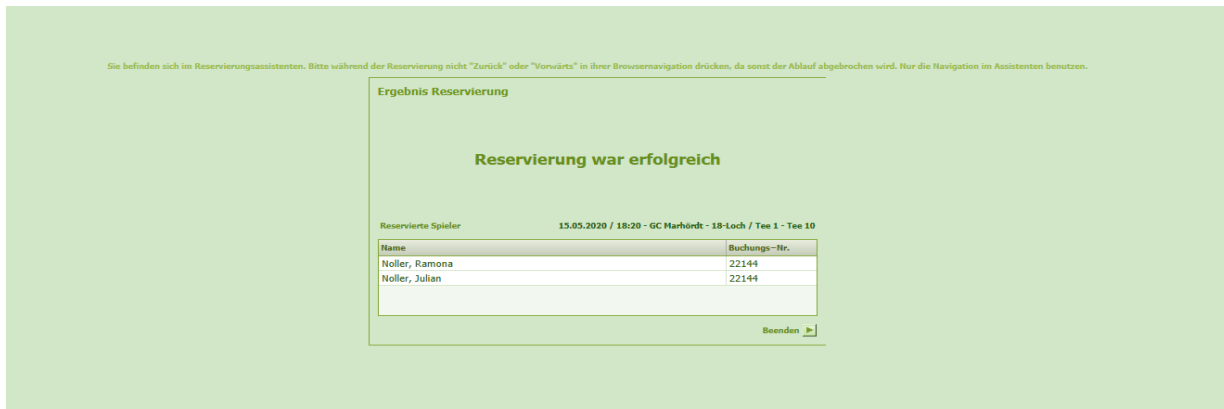 Sie befinden sich im Reservierungsassistenten. Bitte während der Reservierung nicht "Zurück" oder "Vorwärts" in ihrer Browsernavigation drücken, da sonst der Ablauf abgebrochen wird. Nur die Navigation im Assistenten benutzen.
Ergebnis Reservierung
Reservierung war erfolgreich
Reservierte Spieler 15.05.2020 / 18:20 - GC Marhördt - 18-Loch / Tee 1 - Tee 10
Name Buchungs-Nr.
Noller, Ramona 22144
Noller, Julian 22144
Beenden